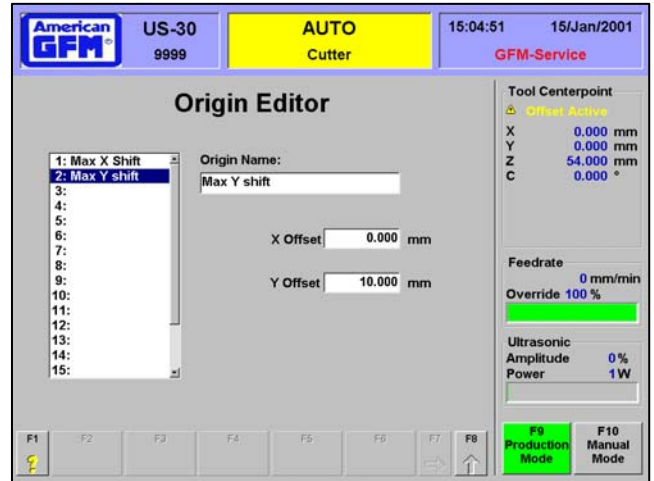 American
GFM®
US-30
9999
AUTO
Cutter
15:04:51 15/Jan/2001
GFM-Service
Origin Editor
1: Max X Shift
2: Max Y shift
3:
4:
5:
6:
7:
8:
9:
10:
11:
12:
13:
14:
15:
Origin Name:
Max Y shift
X Offset 0.000 mm
Y Offset 10.000 mm
Tool Centerpoint
Offset Active
X 0.000 mm
Y 0.000 mm
Z 54.000 mm
C 0.000 °
Feedrate
0 mm/min
Override 100 %
Ultrasonic
Amplitude 0%
Power 1W
F1 F2 F3 F4 F5 F6 F7 F8
?
F9
Production
Mode
F10
Manual
Mode